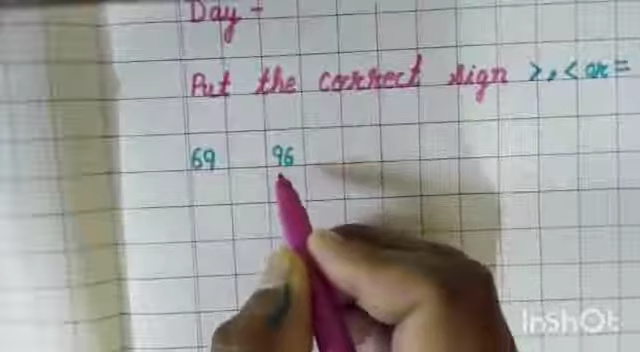 Day -
Put the correct sign >, < or =
69 96
InShOt